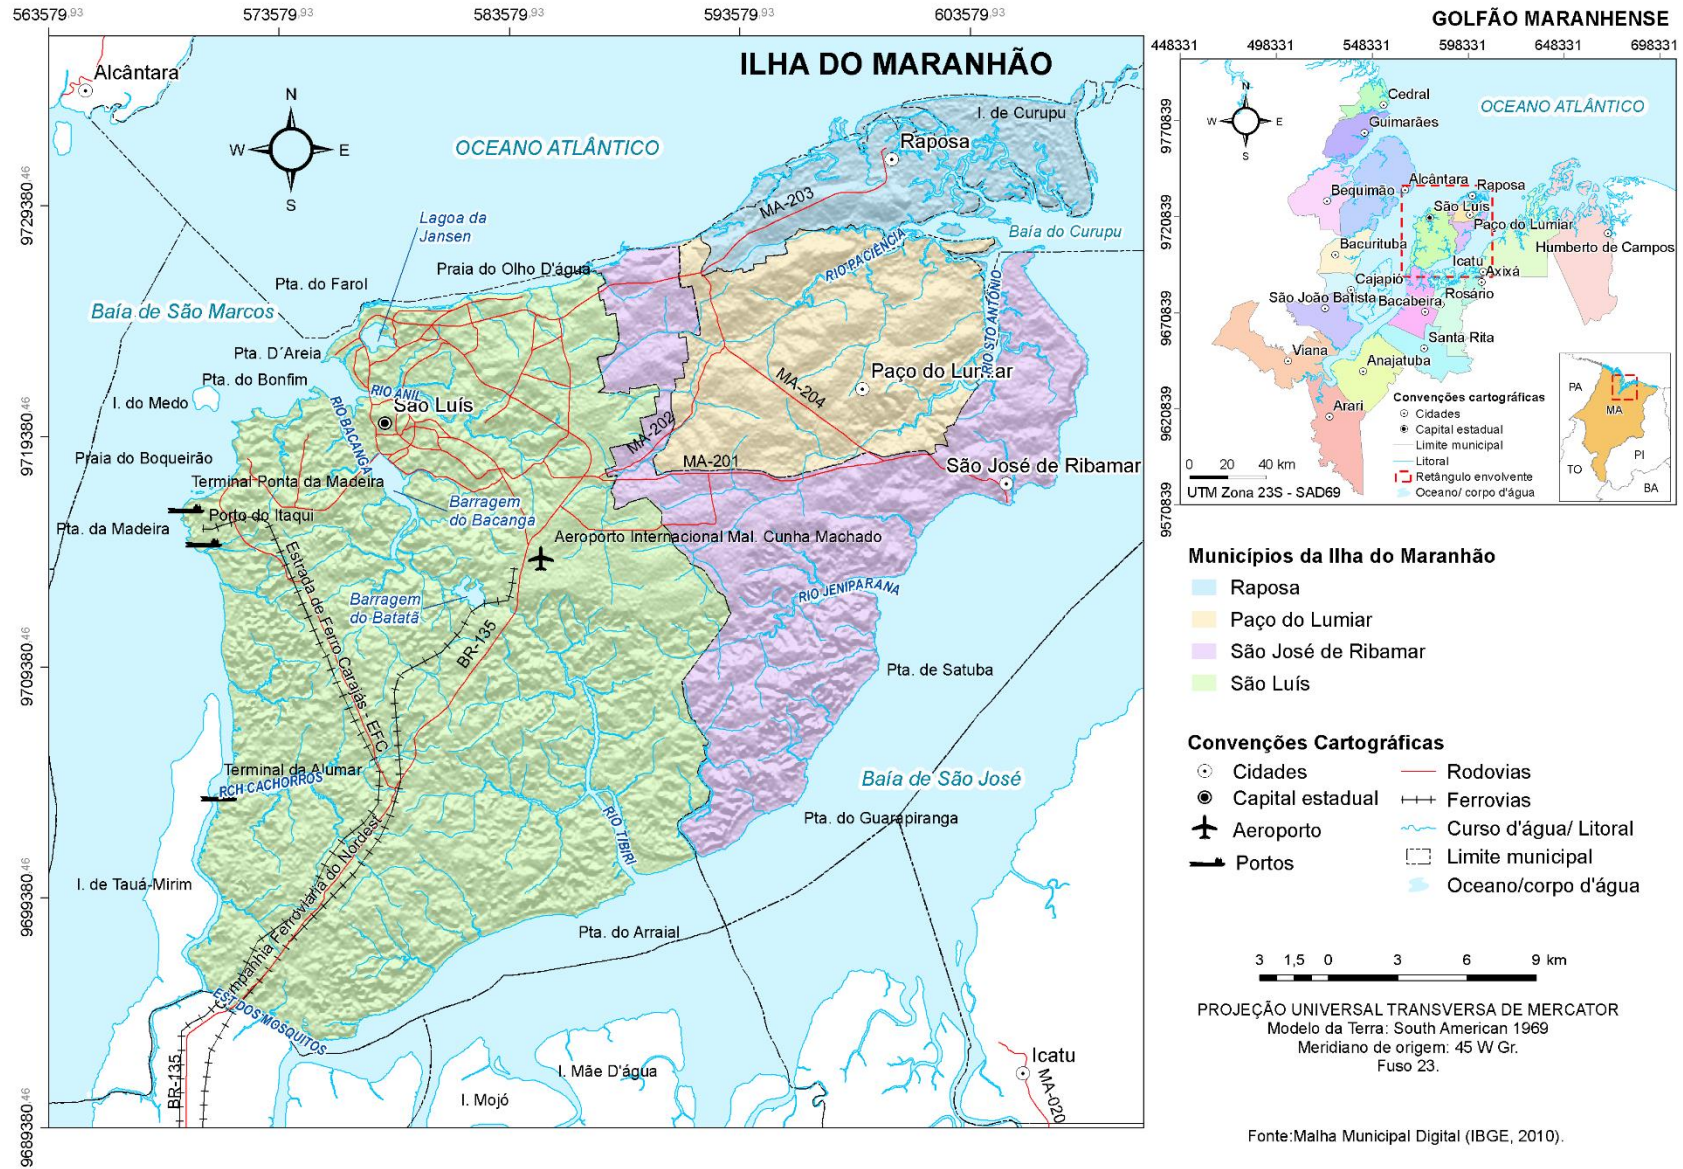 563579,93
573579,93
583579,93
593579,93
603579,93
9729380,46
9719380,46
9709380,46
9699380,46
9689380,46
ILHA DO MARANHÃO
Alcântara
N
W
E
S
OCEANO ATLÂNTICO
I. de Curupu
Raposa
MA-203
Lagoa da
Jansen
Baía do Curupu
RIO PACIÊNCIA
Praia do Olho D'água
Pta. do Farol
RIO STO ANTÔNIO
Baía de São Marcos
Pta. D´Areia
Pta. do Bonfim
RIO ANIL
Paço do Lumiar
MA-204
I. do Medo
São Luís
RIO BACANGA
MA-202
Praia do Boqueirão
MA-201
São José de Ribamar
Terminal Ponta da Madeira
Barragem
do Bacanga
Porto do Itaqui
Pta. da Madeira
Aeroporto Internacional Mal. Cunha Machado
Estrada de Ferro Carajás - EFC
RIO JENIPARANA
Barragem
do Batatã
BR-135
Pta. de Satuba
Terminal da Alumar
RCH CACHORROS
Baía de São José
RIO TIBIRI
Pta. do Guarapiranga
Companhia Ferroviária do Nordest
I. de Tauá-Mirim
Pta. do Arraial
EST DOS MOSQUITOS
BR-135
I. Mãe D'água
I. Mojó
Icatu
MA-020
GOLFÃO MARANHENSE
448331
498331
548331
598331
648331
698331
9770839
9720839
9670839
9620839
9570839
N
W
E
S
Cedral
OCEANO ATLÂNTICO
Guimarães
Alcântara
Bequimão
Raposa
São Luís
Paço do Lumiar
Bacurituba
Humberto de Campos
Icatu
Axixá
Cajapió
Rosário
São João Batista
Bacabeira
Santa Rita
Viana
Anajatuba
Arari
PA
MA
PI
TO
BA
Convenções cartográficas
Cidades
Capital estadual
Limite municipal
Litoral
Retângulo envolvente
Oceano/ corpo d'água
0 20 40 km
UTM Zona 23S - SAD69
Municípios da Ilha do Maranhão
Raposa
Paço do Lumiar
São José de Ribamar
São Luís
Convenções Cartográficas
Cidades
Capital estadual
Aeroporto
Portos
Rodovias
Ferrovias
Curso d'água/ Litoral
Limite municipal
Oceano/corpo d'água
3 1,5 0 3 6 9 km
PROJEÇÃO UNIVERSAL TRANSVERSA DE MERCATOR
Modelo da Terra: South American 1969
Meridiano de origem: 45 W Gr.
Fuso 23.
Fonte:Malha Municipal Digital (IBGE, 2010).